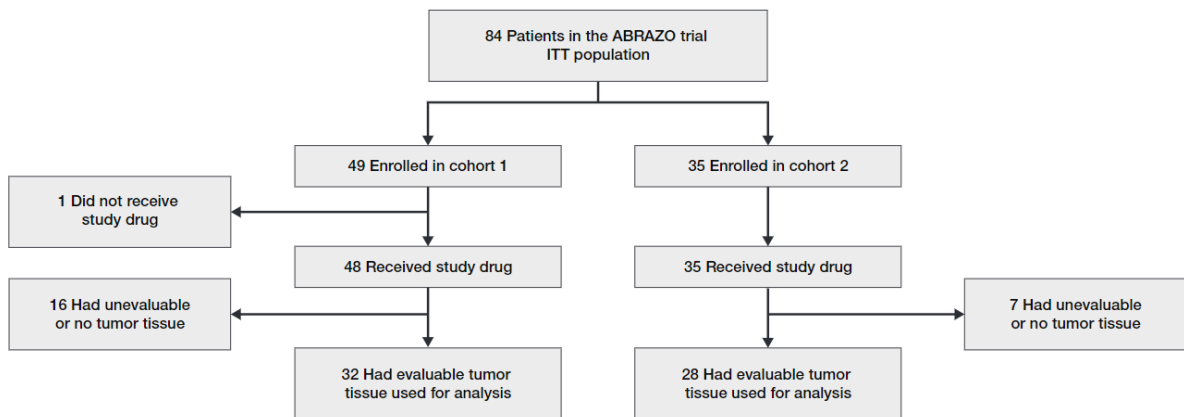 84 Patients in the ABRAZO trial
ITT population
49 Enrolled in cohort 1
35 Enrolled in cohort 2
1 Did not receive
study drug
48 Received study drug
35 Received study drug
16 Had unevaluable
or no tumor tissue
7 Had unevaluable
or no tumor tissue
32 Had evaluable tumor
tissue used for analysis
28 Had evaluable tumor
tissue used for analysis